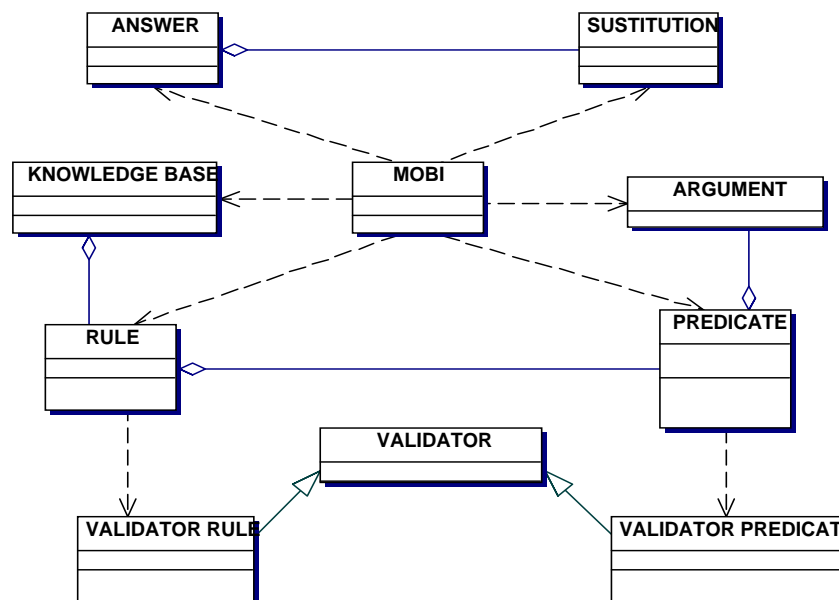 ANSWER
SUSTITUTION
KNOWLEDGE BASE
MOBI
ARGUMENT
RULE
PREDICATE
VALIDATOR
VALIDATOR RULE
VALIDATOR PREDICAT